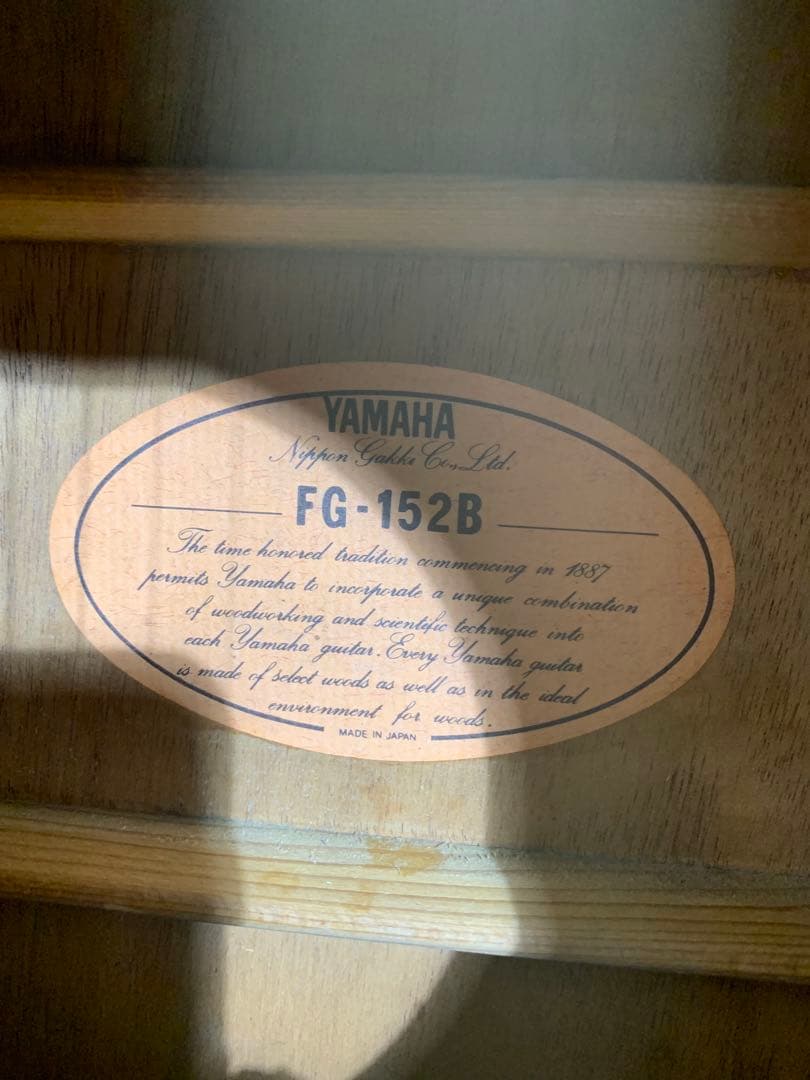 YAMAHA
Nippon Gakki Co., Ltd.
FG-152B
The time honored tradition commencing in 1887
permits Yamaha to incorporate a unique combination
of woodworking and scientific technique into
each Yamaha guitar. Every Yamaha guitar
is made of select woods as well as in the ideal
environment for woods.
MADE IN JAPAN